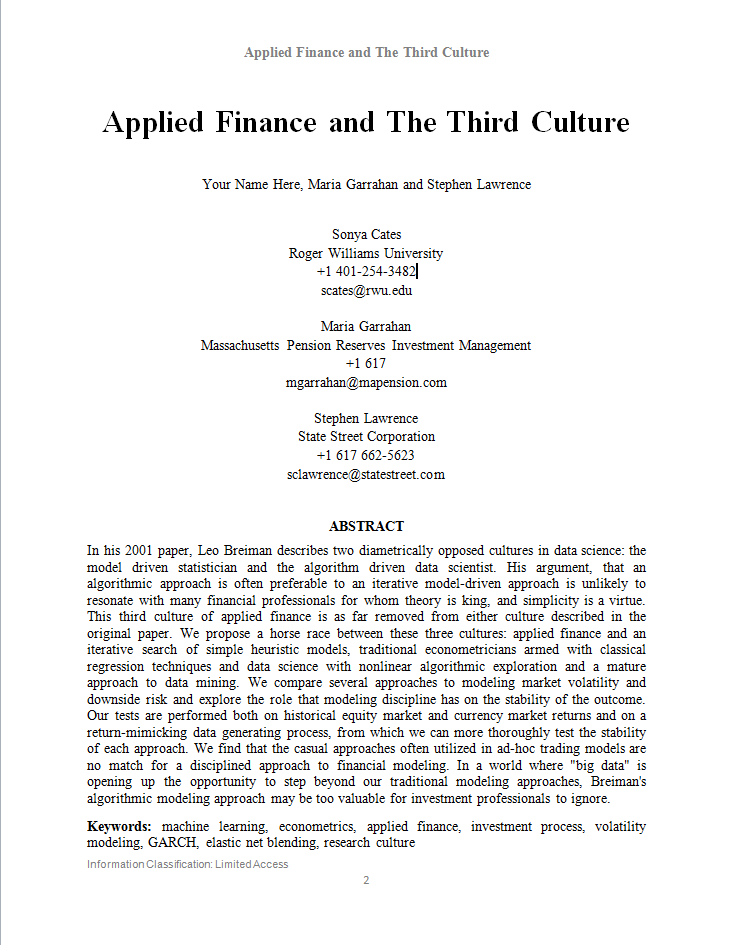 Applied Finance and The Third Culture
Applied Finance and The Third Culture
Your Name Here, Maria Garrahan and Stephen Lawrence
Sonya Cates
Roger Williams University
+1 401-254-3482
scates@rwu.edu
Maria Garrahan
Massachusetts Pension Reserves Investment Management
+1 617
mgarrahan@mapension.com
Stephen Lawrence
State Street Corporation
+1 617 662-5623
sclawrence@statestreet.com
ABSTRACT
In his 2001 paper, Leo Breiman describes two diametrically opposed cultures in data science: the
model driven statistician and the algorithm driven data scientist. His argument, that an
algorithmic approach is often preferable to an iterative model-driven approach is unlikely to
resonate with many financial professionals for whom theory is king, and simplicity is a virtue.
This third culture of applied finance is as far removed from either culture described in the
original paper. We propose a horse race between these three cultures: applied finance and an
iterative search of simple heuristic models, traditional econometricians armed with classical
regression techniques and data science with nonlinear algorithmic exploration and a mature
approach to data mining. We compare several approaches to modeling market volatility and
downside risk and explore the role that modeling discipline has on the stability of the outcome.
Our tests are performed both on historical equity market and currency market returns and on a
return-mimicking data generating process, from which we can more thoroughly test the stability
of each approach. We find that the casual approaches often utilized in ad-hoc trading models are
no match for a disciplined approach to financial modeling. In a world where "big data" is
opening up the opportunity to step beyond our traditional modeling approaches, Breiman's
algorithmic modeling approach may be too valuable for investment professionals to ignore.
Keywords: machine learning, econometrics, applied finance, investment process, volatility
modeling, GARCH, elastic net blending, research culture
Information Classification: Limited Access
2